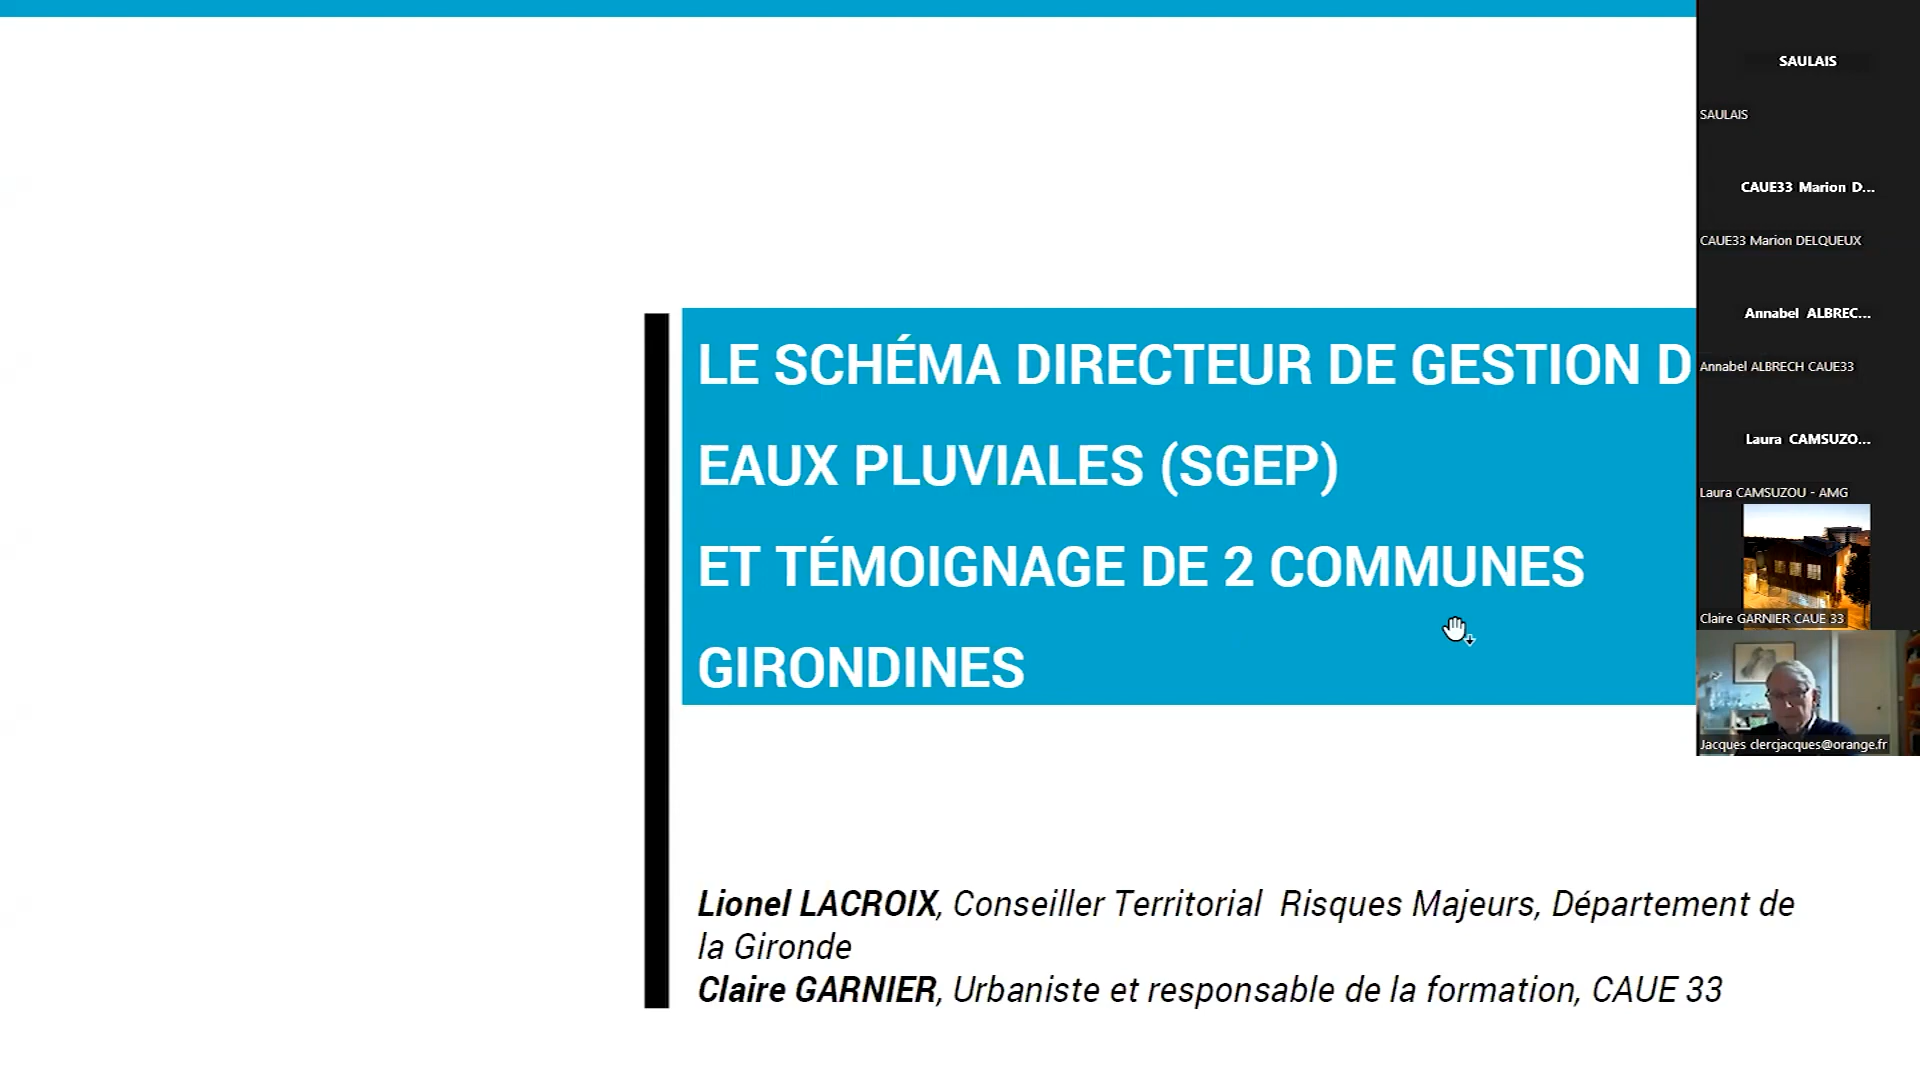 LE SCHÉMA DIRECTEUR DE GESTION D
EAUX PLUVIALES (SGEP)
ET TÉMOIGNAGE DE 2 COMMUNES
GIRONDINES
Lionel LACROIX, Conseiller Territorial Risques Majeurs, Département de
la Gironde
Claire GARNIER, Urbaniste et responsable de la formation, CAUE 33
SAULAIS
SAULAIS
CAUE33 Marion D...
CAUE33 Marion DELQUEUX
Annabel ALBREC...
Annabel ALBRECH CAUE33
Laura CAMSUZO...
Laura CAMSUZOU - AMG
Claire GARNIER CAUE 33
Jacques clercjacques@orange.fr